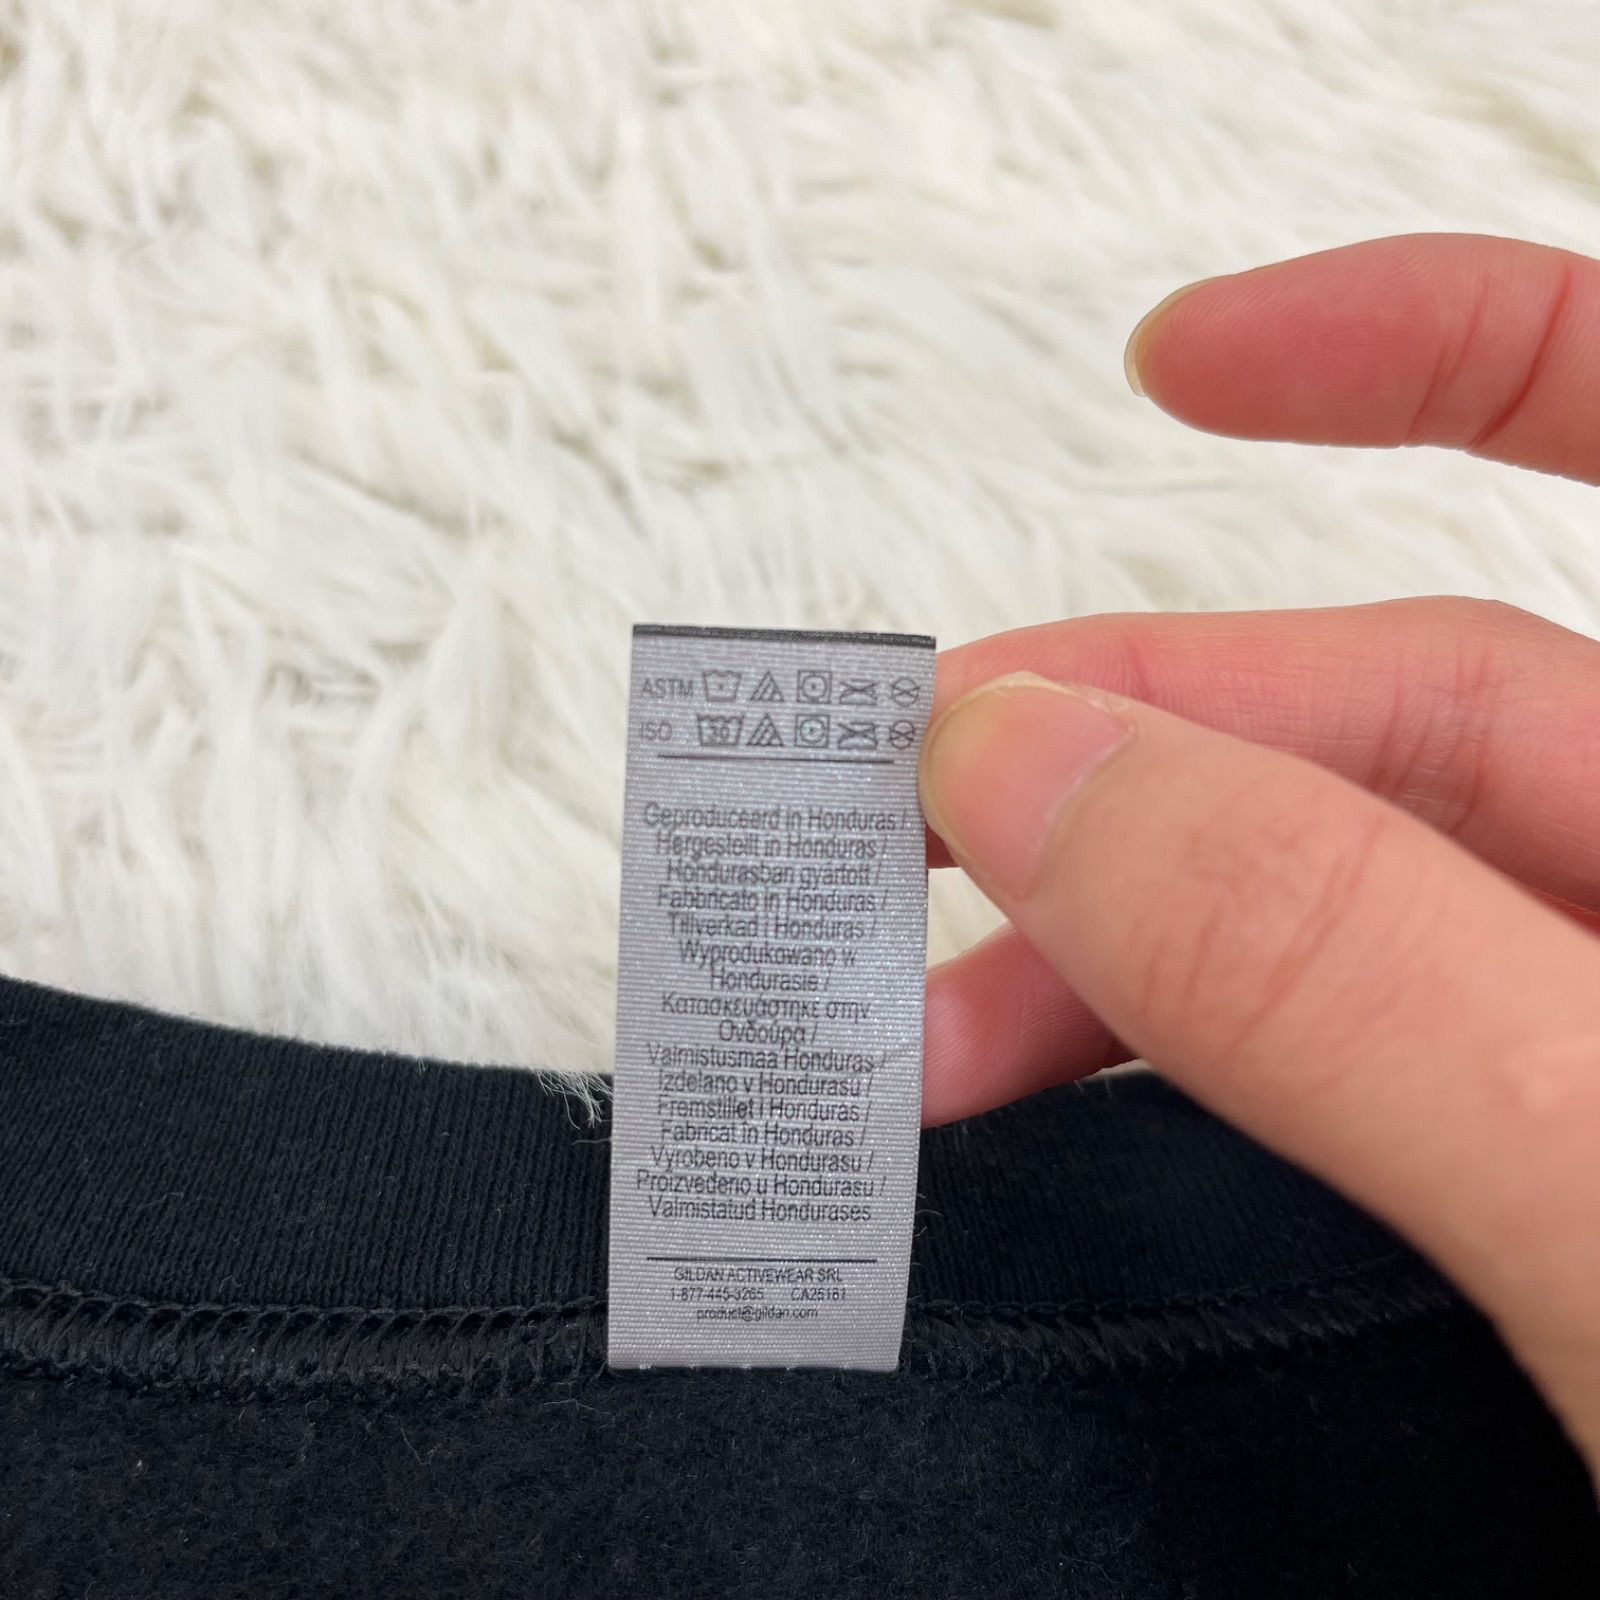 ASTM
ISO 30
Geproduceerd in Honduras /
Hergestellt in Honduras /
Hondurasban gyártott /
Fabbricato in Honduras /
Tillverkad i Honduras /
Wyprodukowano w
Hondurasie /
Κατασκευάστηκε στην
Ονδούρα /
Valmistusmaa Honduras /
Izdelano v Hondurasu /
Fremstillet i Honduras /
Fabricat in Honduras /
Vyrobeno v Hondurasu /
Proizvedeno u Hondurasu /
Valmistatud Hondurases
GILDAN ACTIVEWEAR SRL
1-877-445-3265 CA25181
product@gildan.com